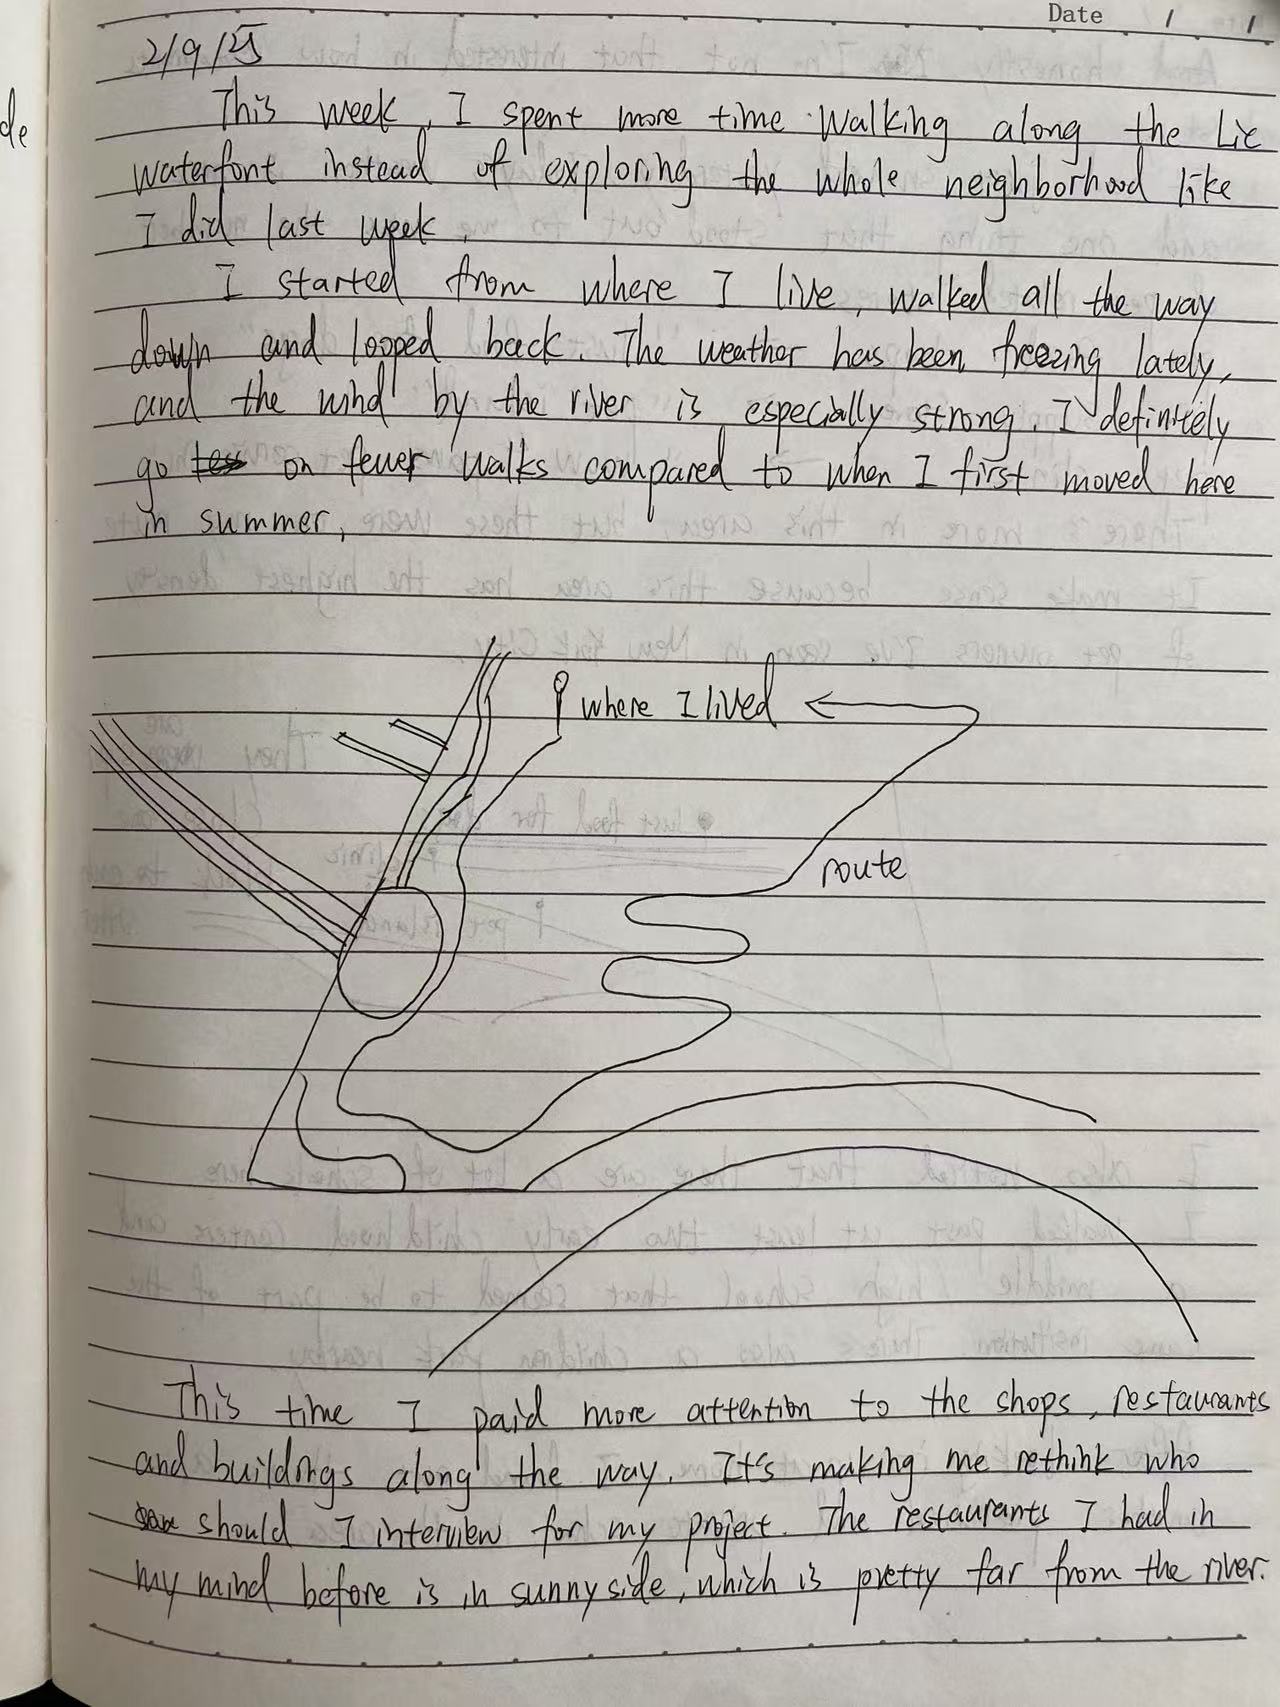 Date / /
de
2/9/25
This week, I spent more time walking along the Lic
waterfont instead of exploring the whole neighborhood like
I did last week.
I started from where I live, walked all the way
down and looped back. The weather has been freezing lately,
and the wind by the river is especially strong. I definitely
go on fewer walks compared to when I first moved here
in summer.
where I lived
route
This time I paid more attention to the shops, restaurants
and buildings along the way. It's making me rethink who
should I interview for my project. The restaurants I had in
my mind before is in sunnyside, which is pretty far from the river.